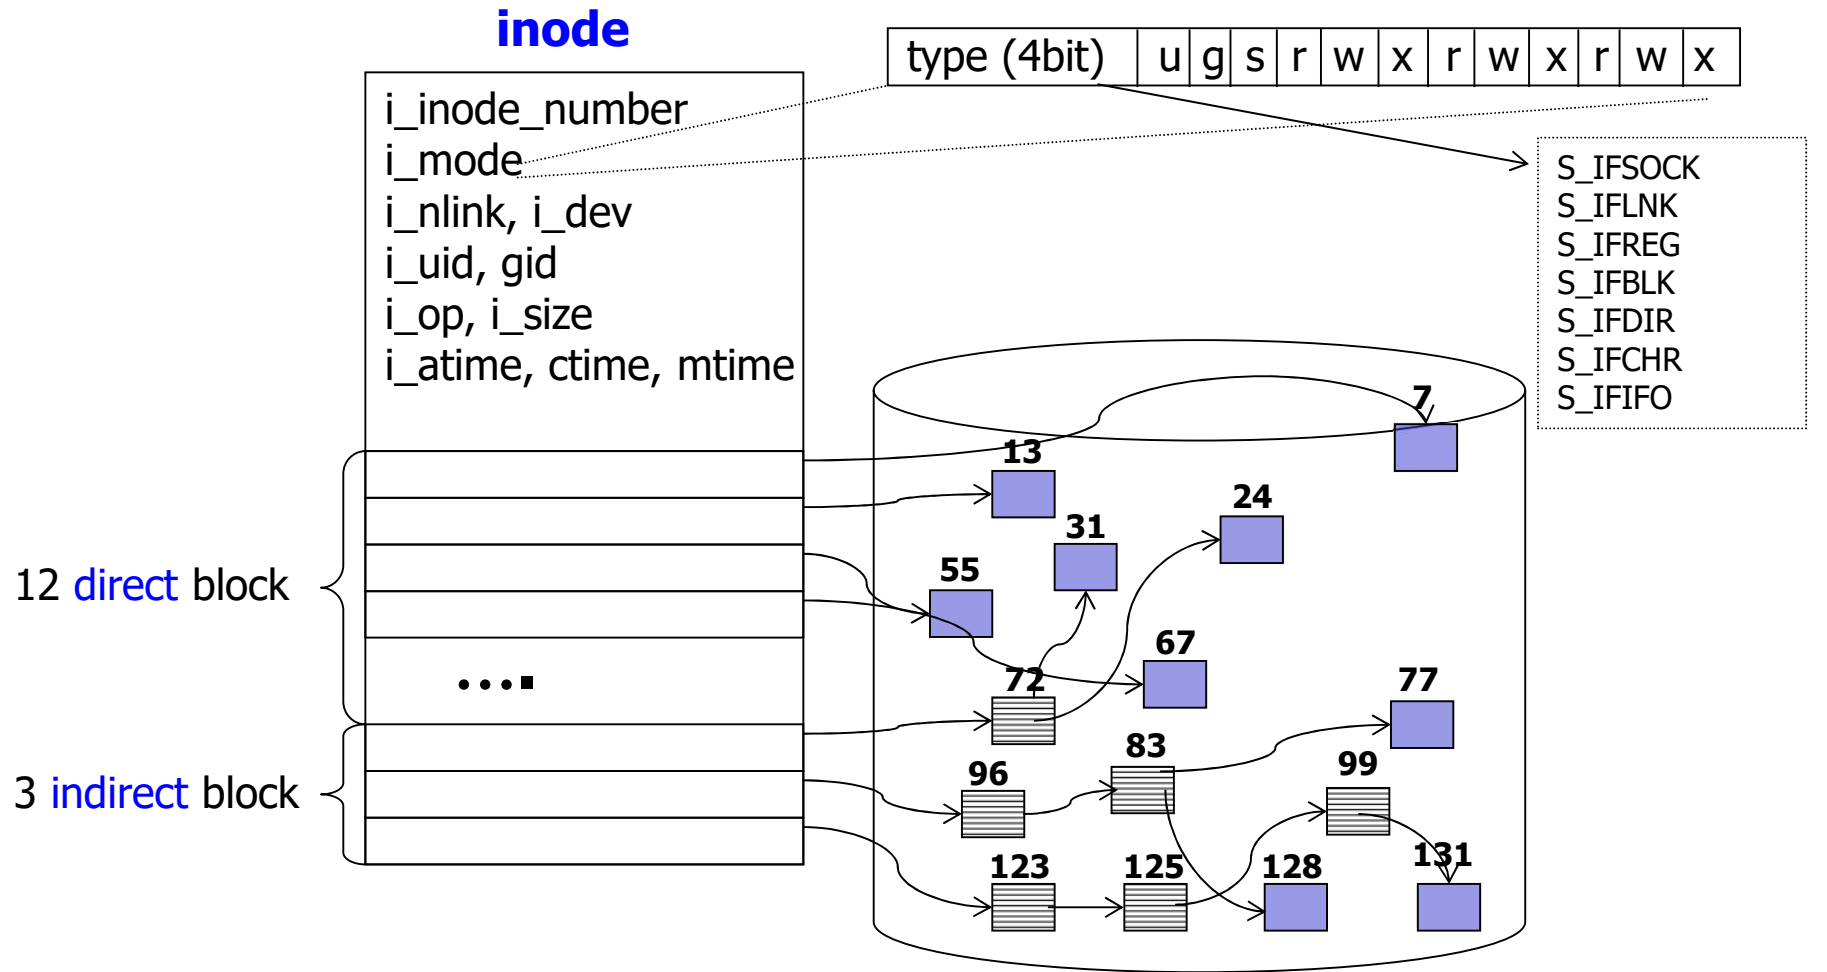 inode
type (4bit) u g s r w x r w x r w x
i_inode_number
i_mode
i_nlink, i_dev
i_uid, gid
i_op, i_size
i_atime, ctime, mtime
S_IFSOCK
S_IFLNK
S_IFREG
S_IFBLK
S_IFDIR
S_IFCHR
S_IFIFO
12 direct block
....
3 indirect block
7
13
24
31
55
67
72
77
83
96
99
123
125
128
131